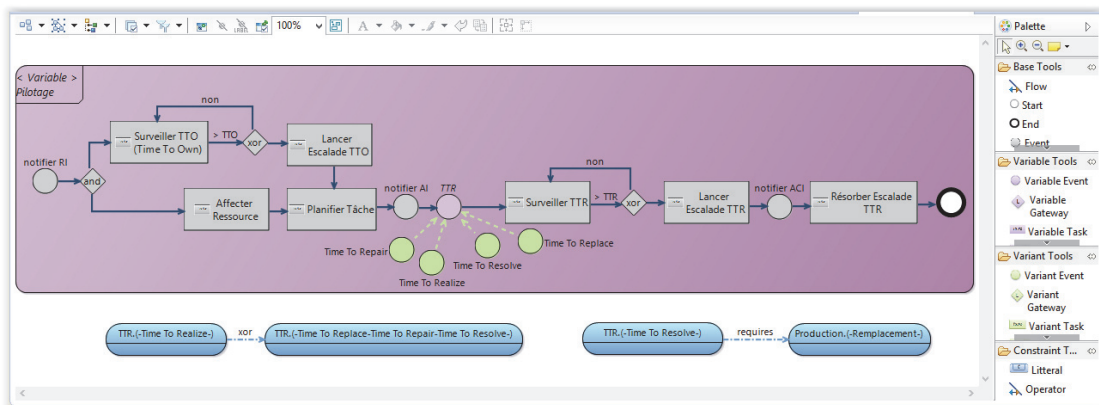 100%
A
Palette
Base Tools
Flow
Start
End
Event
Variable Tools
Variable Event
Variable
Gateway
Variable Task
Variant Tools
Variant Event
Variant
Gateway
Variant Task
Constraint T...
Litteral
Operator
< Variable >
Pilotage
non
Surveiller TTO
(Time To Own)
> TTO
xor
Lancer
Escalade TTO
notifier RI
and
Affecter
Ressource
Planifier Tâche
notifier AI
TTR
non
Surveiller TTR
> TTR
xor
Lancer
Escalade TTR
notifier ACI
Résorber Escalade
TTR
Time To Repair
Time To Realize
Time To Resolve
Time To Replace
TTR.(-Time To Realize-)
xor
TTR.(-Time To Replace-Time To Repair-Time To Resolve-)
TTR.(-Time To Resolve-)
requires
Production.(-Remplacement-)